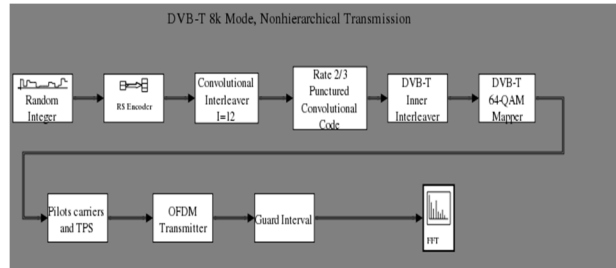 DVB-T 8k Mode, Nonhierarchical Transmission
Random
Integer
RS Encoder
Convolutional
Interleaver
I=12
Rate 2/3
Punctured
Convolutional
Code
DVB-T
Inner
Interleaver
DVB-T
64-QAM
Mapper
Pilots carriers
and TPS
OFDM
Transmitter
Guard Interval
FFT